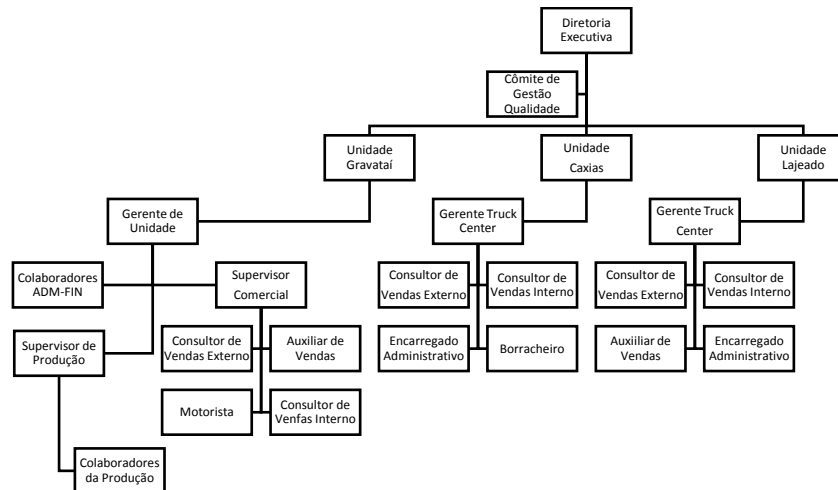 Diretoria
Executiva
Cômite de
Gestão
Qualidade
Unidade
Gravataí
Unidade
Caxias
Unidade
Lajeado
Gerente de
Unidade
Gerente Truck
Center
Gerente Truck
Center
Colaboradores
ADM-FIN
Supervisor
Comercial
Consultor de
Vendas Externo
Consultor de
Vendas Interno
Consultor de
Vendas Externo
Consultor de
Vendas Interno
Supervisor de
Produção
Consultor de
Vendas Externo
Auxiliar de
Vendas
Encarregado
Administrativo
Borracheiro
Auxiiliar de
Vendas
Encarregado
Administrativo
Motorista
Consultor de
Venfas Interno
Colaboradores
da Produção